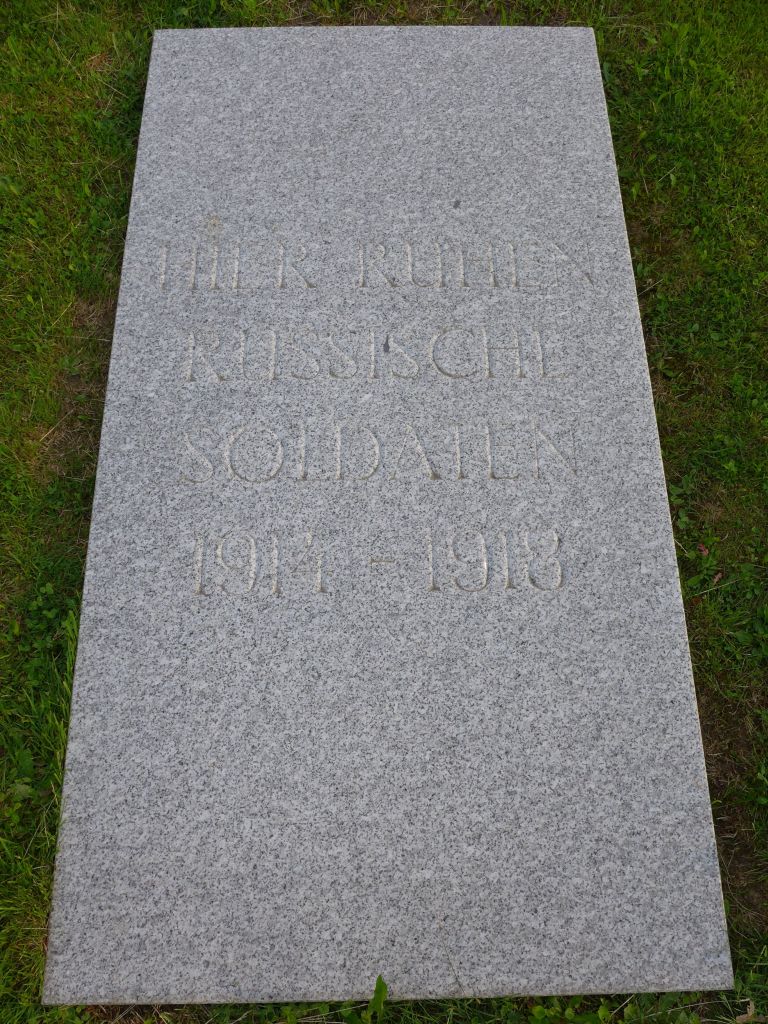 HIER RUHEN
RUSSISCHE
SOLDATEN
1914 - 1918